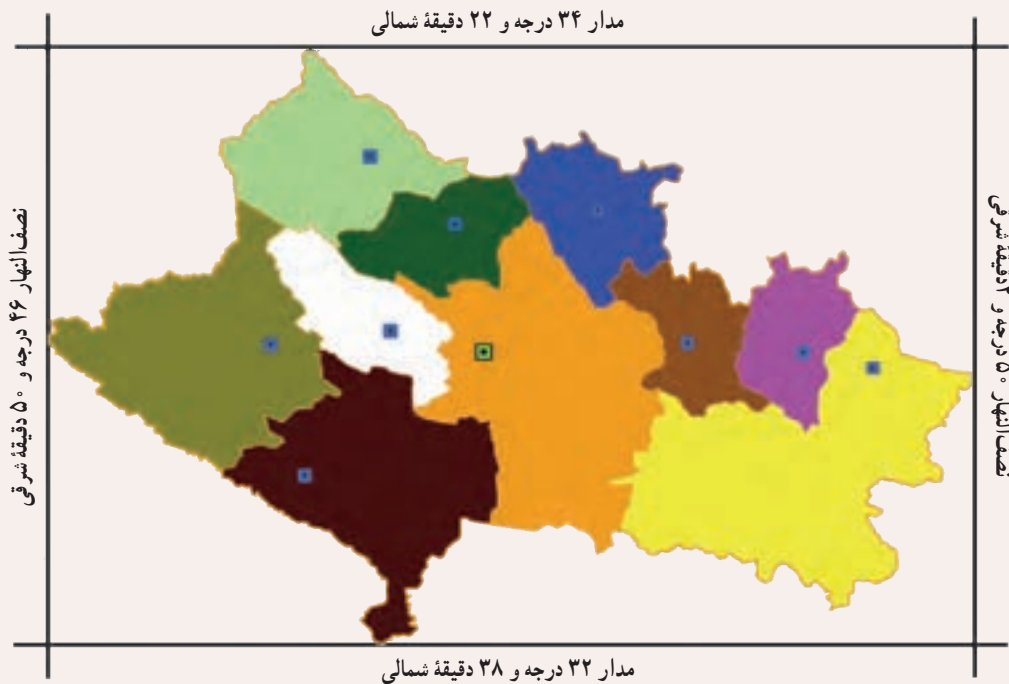 مدار ۳۴ درجه و ۲۲ دقیقهٔ شمالی
نصف‌النهار ۵۰ درجه و ۳ دقیقهٔ شرقی
نصف‌النهار ۴۶ درجه و ۵۰ دقیقهٔ شرقی
مدار ۳۲ درجه و ۳۸ دقیقهٔ شمالی